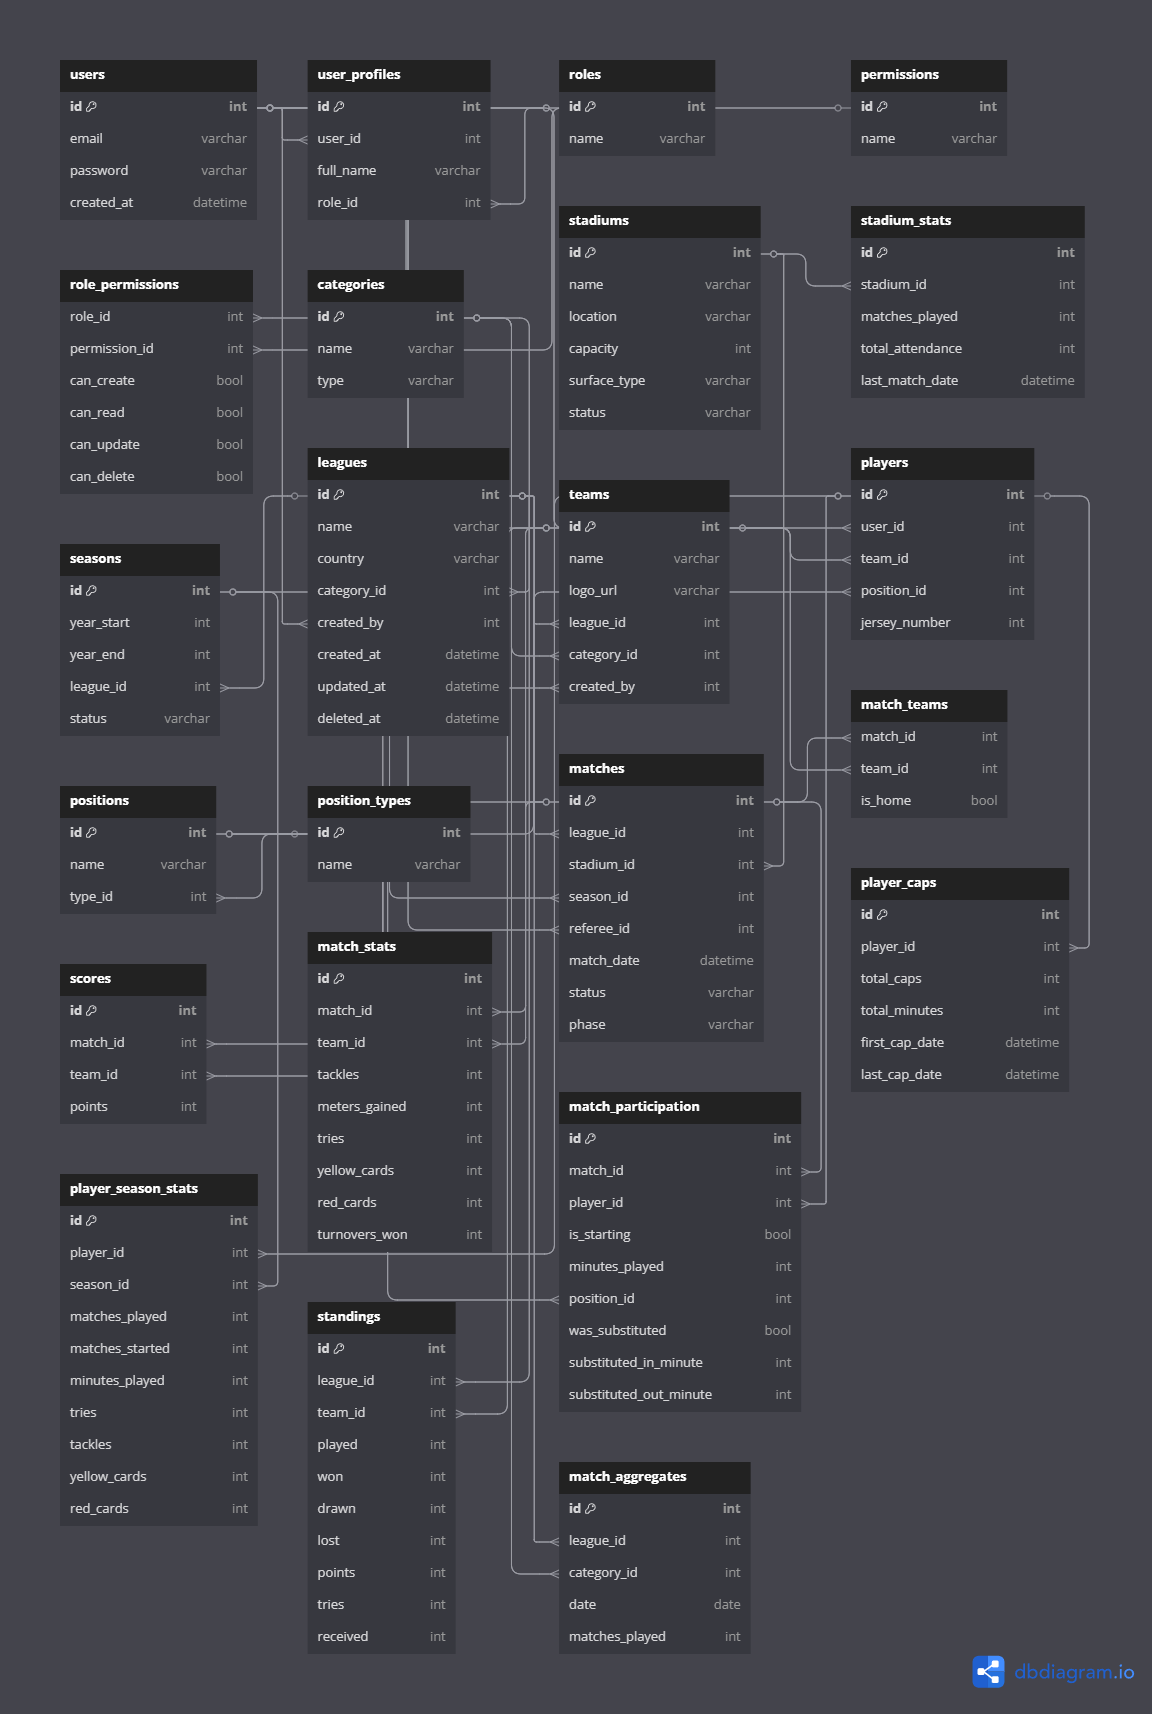 users
id int
email varchar
password varchar
created_at datetime
user_profiles
id int
user_id int
full_name varchar
role_id int
roles
id int
name varchar
permissions
id int
name varchar
stadiums
id int
name varchar
location varchar
capacity int
surface_type varchar
status varchar
stadium_stats
id int
stadium_id int
matches_played int
total_attendance int
last_match_date datetime
role_permissions
role_id int
permission_id int
can_create bool
can_read bool
can_update bool
can_delete bool
categories
id int
name varchar
type varchar
leagues
id int
name varchar
country varchar
category_id int
created_by int
created_at datetime
updated_at datetime
deleted_at datetime
teams
id int
name varchar
logo_url varchar
league_id int
category_id int
created_by int
players
id int
user_id int
team_id int
position_id int
jersey_number int
seasons
id int
year_start int
year_end int
league_id int
status varchar
match_teams
match_id int
team_id int
is_home bool
positions
id int
name varchar
type_id int
position_types
id int
name varchar
matches
id int
league_id int
stadium_id int
season_id int
referee_id int
match_date datetime
status varchar
phase varchar
player_caps
id int
player_id int
total_caps int
total_minutes int
first_cap_date datetime
last_cap_date datetime
scores
id int
match_id int
team_id int
points int
match_stats
id int
match_id int
team_id int
tackles int
meters_gained int
tries int
yellow_cards int
red_cards int
turnovers_won int
match_participation
id int
match_id int
player_id int
is_starting bool
minutes_played int
position_id int
was_substituted bool
substituted_in_minute int
substituted_out_minute int
player_season_stats
id int
player_id int
season_id int
matches_played int
matches_started int
minutes_played int
tries int
tackles int
yellow_cards int
red_cards int
standings
id int
league_id int
team_id int
played int
won int
drawn int
lost int
points int
tries int
received int
match_aggregates
id int
league_id int
category_id int
date date
matches_played int
dbdiagram.io